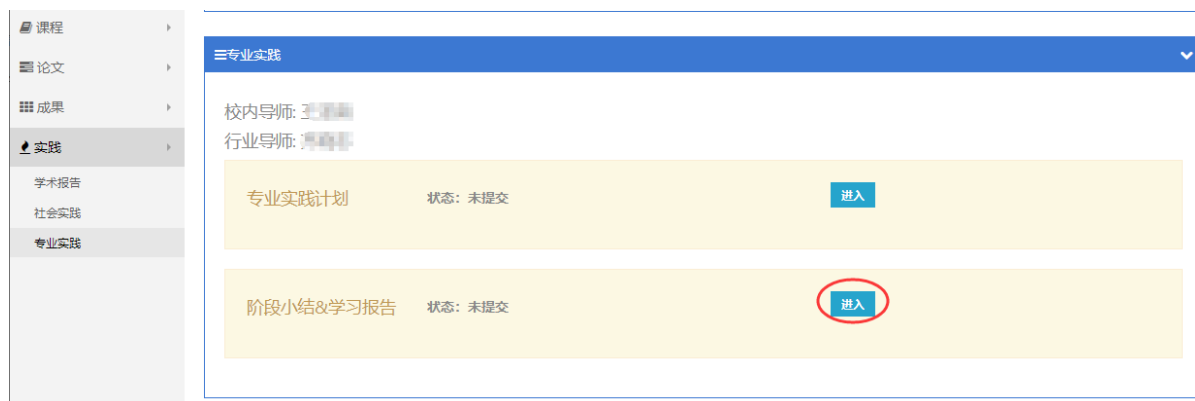 课程
论文
成果
实践
学术报告
社会实践
专业实践
专业实践
校内导师:
行业导师:
专业实践计划 状态：未提交 进入
阶段小结&学习报告 状态：未提交 进入